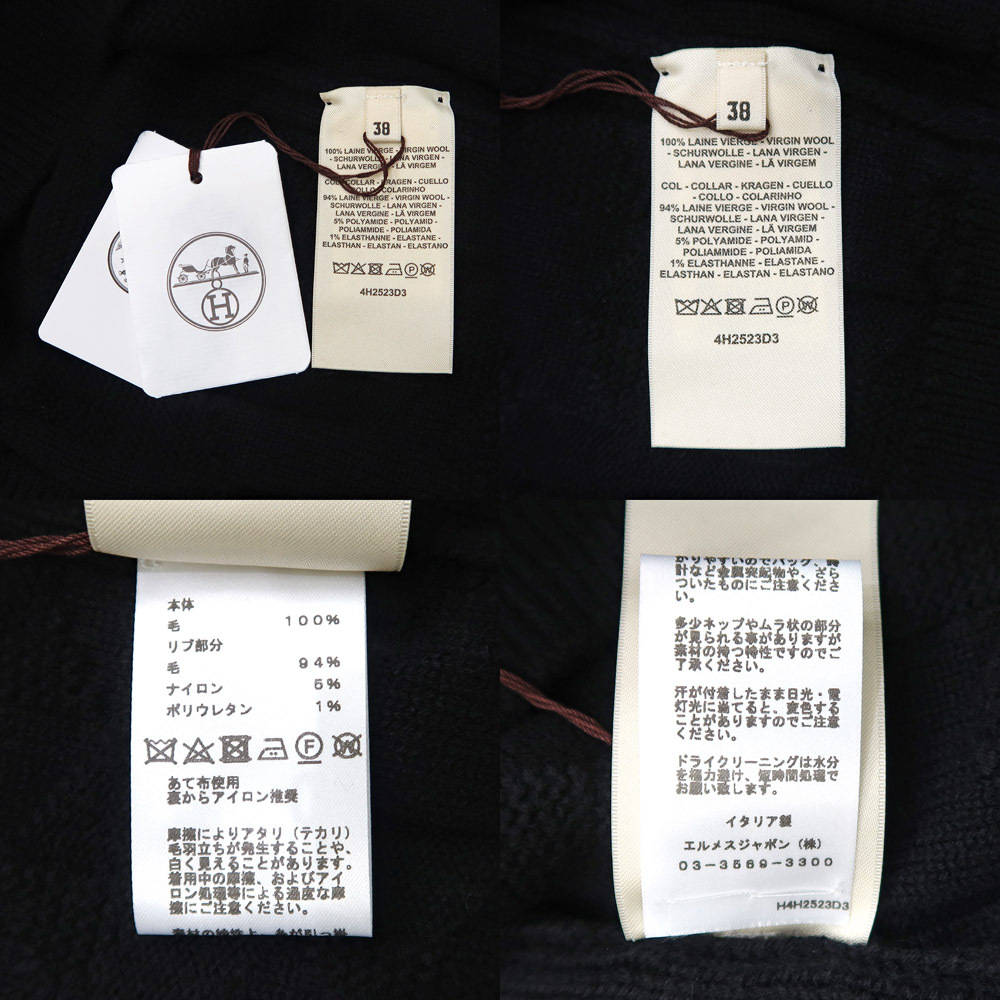 H
38
100% LAINE VIERGE - VIRGIN WOOL
- SCHURWOLLE - LANA VIRGEN -
LANA VERGINE - LÃ VIRGEM
COL - COLLAR - KRAGEN - CUELLO
- COLLO - COLARINHO
94% LAINE VIERGE - VIRGIN WOOL -
SCHURWOLLE - LANA VIRGEN -
LANA VERGINE - LÃ VIRGEM
5% POLYAMIDE - POLYAMID -
POLIAMMIDE - POLIAMIDA
1% ELASTHANNE - ELASTANE -
ELASTHAN - ELASTAN - ELASTANO
P W
4H2523D3
38
100% LAINE VIERGE - VIRGIN WOOL
- SCHURWOLLE - LANA VIRGEN -
LANA VERGINE - LÃ VIRGEM
COL - COLLAR - KRAGEN - CUELLO
- COLLO - COLARINHO
94% LAINE VIERGE - VIRGIN WOOL -
SCHURWOLLE - LANA VIRGEN -
LANA VERGINE - LÃ VIRGEM
5% POLYAMIDE - POLYAMID -
POLIAMMIDE - POLIAMIDA
1% ELASTHANNE - ELASTANE -
ELASTHAN - ELASTAN - ELASTANO
P W
4H2523D3
本体
毛 100%
リブ部分
毛 94%
ナイロン 5%
ポリウレタン 1%
F W
あて布使用
裏からアイロン推奨
摩擦によりアタリ（テカリ）
毛羽立ちが発生することや、
白く見えることがあります。
着用中の摩擦、およびアイ
ロン処理等による過度な摩
擦にご注意ください。
かりやすいのでバッグ、時
計など金属突起物や、ざら
ついたものにご注意くださ
い。
多少ネップやムラ状の部分
が見られる事がありますが
素材の持つ特性ですのでご
了承ください。
汗が付着したまま日光・電
灯光に当てると、変色する
ことがありますのでご注意
ください。
ドライクリーニングは水分
を極力避け、短時間処理で
お願い致します。
イタリア製
エルメスジャポン（株）
03-3569-3300
H4H2523D3